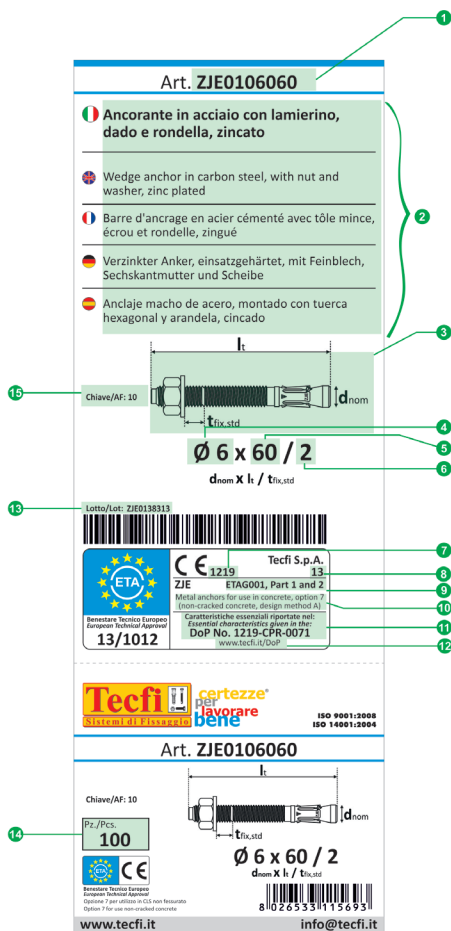 1
Art. ZJE0106060
Ancorante in acciaio con lamierino,
dado e rondella, zincato
Wedge anchor in carbon steel, with nut and
washer, zinc plated
2
Barre d'ancrage en acier cémenté avec tôle mince,
écrou et rondelle, zingué
Verzinkter Anker, einsatzgehärtet, mit Feinblech,
Sechskantmutter und Scheibe
Anclaje macho de acero, montado con tuerca
hexagonal y arandela, cincado
3
lt
15
Chiave/AF: 10
dnom
tfix,std
4
Ø 6 x 60 / 2
5
6
dnom x lt / tfix,std
13
Lotto/Lot: ZJE0138313
7
CE 1219
Tecfi S.p.A.
13
8
ETA
ZJE
ETAG001, Part 1 and 2
9
Metal anchors for use in concrete, option 7
(non-cracked concrete, design method A)
10
Benestare Tecnico Europeo
European Technical Approval
13/1012
Caratteristiche essenziali riportate nel:
Essential characteristics given in the:
DoP No. 1219-CPR-0071
11
www.tecfi.it/DoP
12
Tecfi
Sistemi di Fissaggio
certezze®
per
lavorare
bene
ISO 9001:2008
ISO 14001:2004
Art. ZJE0106060
lt
Chiave/AF: 10
dnom
tfix,std
14
Pz./Pcs.
100
Ø 6 x 60 / 2
dnom x lt / tfix,std
ETA
CE
Benestare Tecnico Europeo
European Technical Approval
Opzione 7 per utilizzo in CLS non fessurato
Option 7 for use non-cracked concrete
8 026533 115693
www.tecfi.it
info@tecfi.it